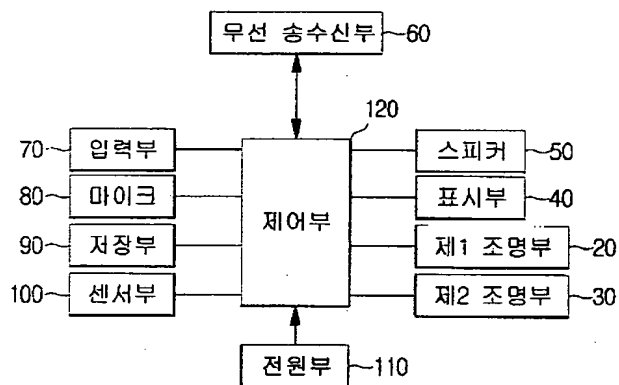 무선 송수신부 60
120
70 입력부
스피커 50
80 마이크
표시부 40
제어부
90 저장부
제1 조명부 20
100 센서부
제2 조명부 30
전원부 110